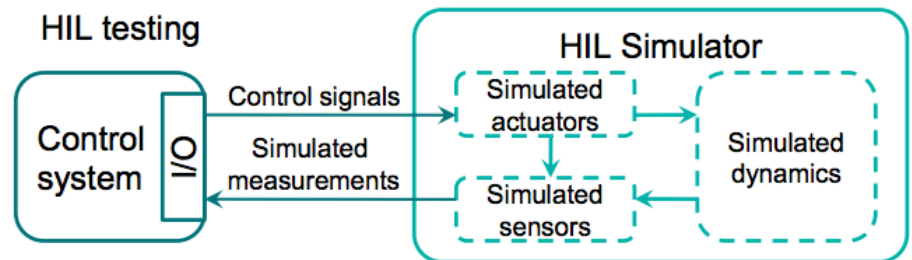 HIL testing
HIL Simulator
Control
system
I/O
Control signals
Simulated
measurements
Simulated
actuators
Simulated
sensors
Simulated
dynamics